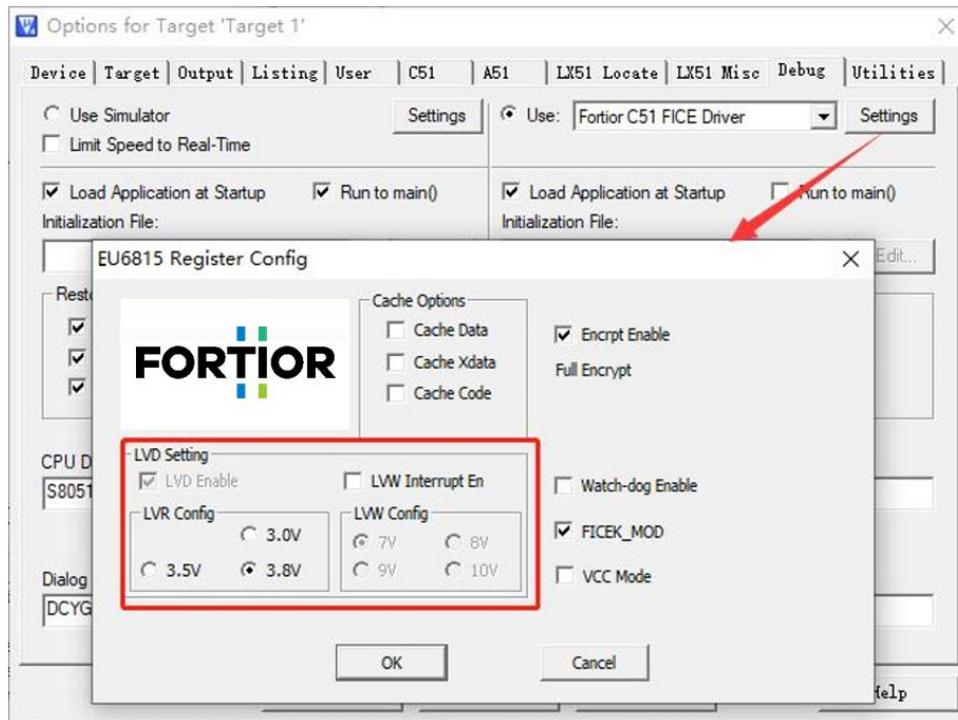 Options for Target 'Target 1'
Device Target Output Listing User C51 A51 LX51 Locate LX51 Misc Debug Utilities
Use Simulator Settings Use: Fortior C51 FICE Driver Settings
Limit Speed to Real-Time
Load Application at Startup Run to main() Load Application at Startup Run to main()
Initialization File: Initialization File:
Edit...
EU6815 Register Config
FORTIOR
Cache Options
Cache Data
Cache Xdata
Cache Code
Encrpt Enable
Full Encrypt
CPU D
S8051
LVD Setting
LVD Enable LVW Interrupt En
LVR Config
3.0V
3.5V 3.8V
LVW Config
7V 8V
9V 10V
Watch-dog Enable
FICEK_MOD
VCC Mode
Dialog
DCYG
OK Cancel